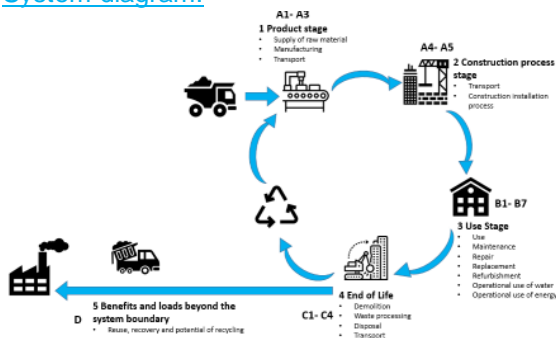 System diagram:
A1- A3
1 Product stage
• Supply of raw material
• Manufacturing
• Transport
A4- A5
2 Construction process
stage
• Transport
• Construction installation
process
B1- B7
3 Use Stage
• Use
• Maintenance
• Repair
• Replacement
• Refurbishment
• Operational use of water
• Operational use of energy
4 End of Life
C1- C4
• Demolition
• Waste processing
• Disposal
• Transport
5 Benefits and loads beyond the
system boundary
D
• Reuse, recovery and potential of recycling